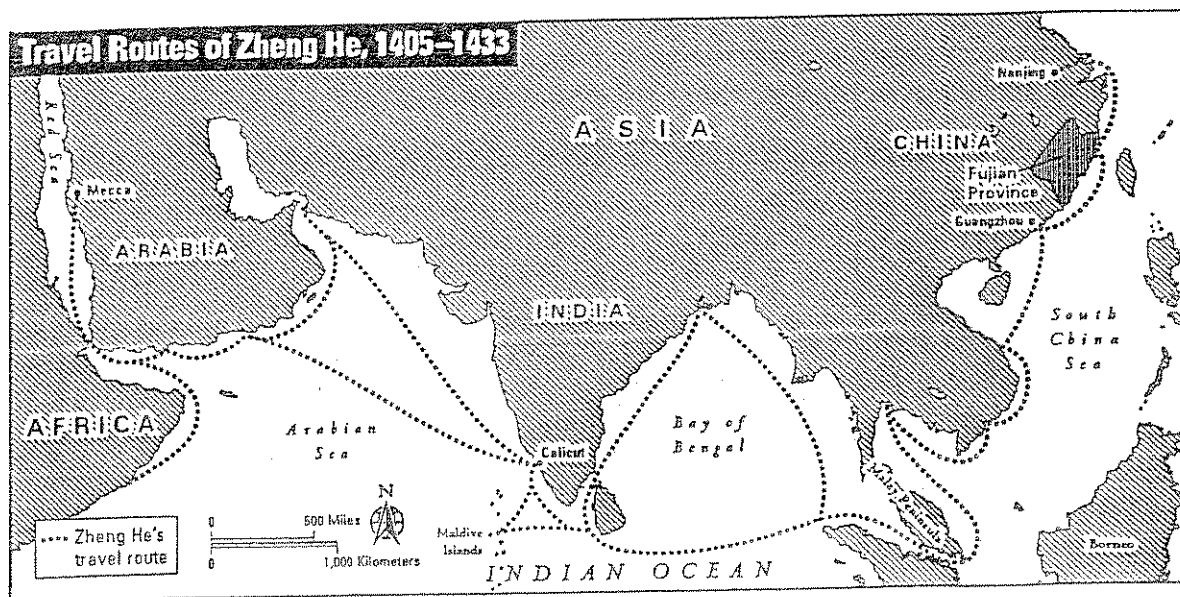 Travel Routes of Zheng He, 1405–1433
Red Sea
Mecca
ARABIA
AFRICA
Arabian
Sea
ASIA
INDIA
Calicut
Bay of
Bengal
Maldive
Islands
INDIAN OCEAN
CHINA
Nanjing
Fujian
Province
Guangzhou
South
China
Sea
Malay Peninsula
Borneo
N
0 500 Miles
0 1,000 Kilometers
Zheng He's
travel route